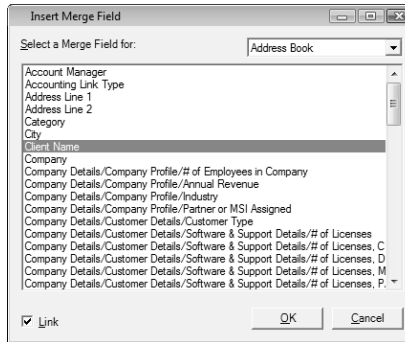 Insert Merge Field
Select a Merge Field for:
Address Book
Account Manager
Accounting Link Type
Address Line 1
Address Line 2
Category
City
Client Name
Company
Company Details/Company Profile/# of Employees in Company
Company Details/Company Profile/Annual Revenue
Company Details/Company Profile/Industry
Company Details/Company Profile/Partner or MSI Assigned
Company Details/Customer Details/Customer Type
Company Details/Customer Details/Software & Support Details/# of Licenses
Company Details/Customer Details/Software & Support Details/# of Licenses, C
Company Details/Customer Details/Software & Support Details/# of Licenses, D
Company Details/Customer Details/Software & Support Details/# of Licenses, M
Company Details/Customer Details/Software & Support Details/# of Licenses, P.
Link
OK
Cancel